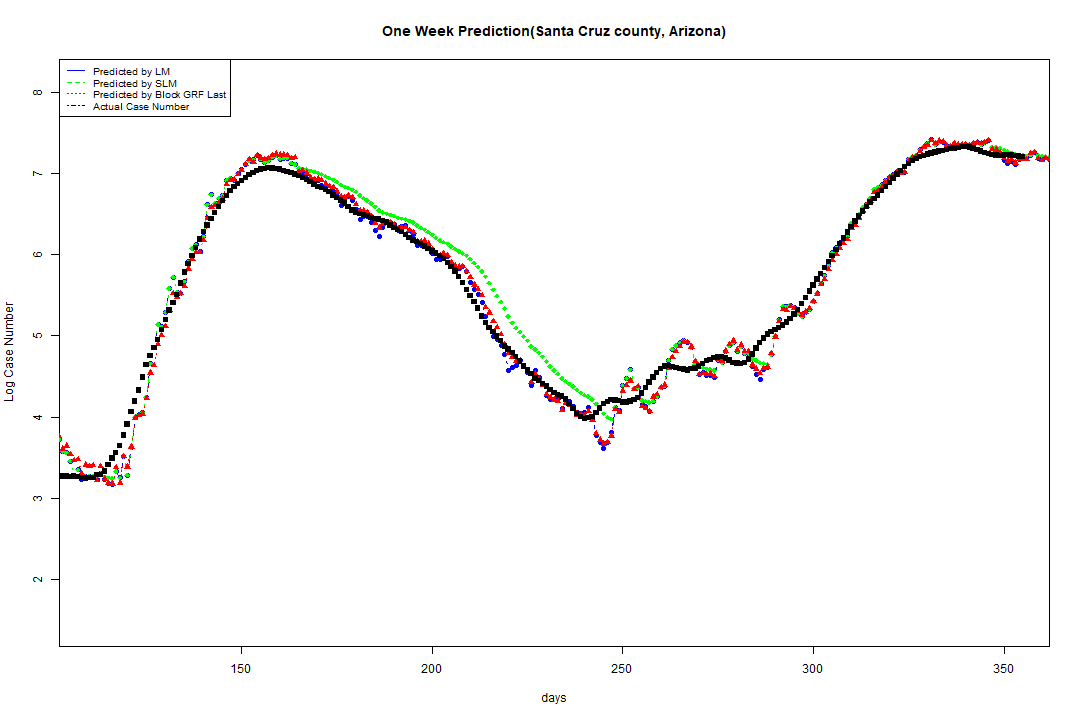 One Week Prediction(Santa Cruz county, Arizona)
Predicted by LM
Predicted by SLM
Predicted by Block GRF Last
Actual Case Number
8
7
6
5
4
3
2
Log Case Number
150 200 250 300 350
days